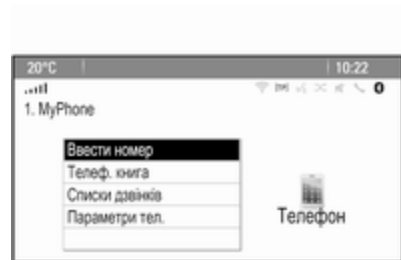 20°C 10:22
1. MyPhone
Ввести номер
Телеф. книга
Списки дзвінків
Параметри тел.
Телефон